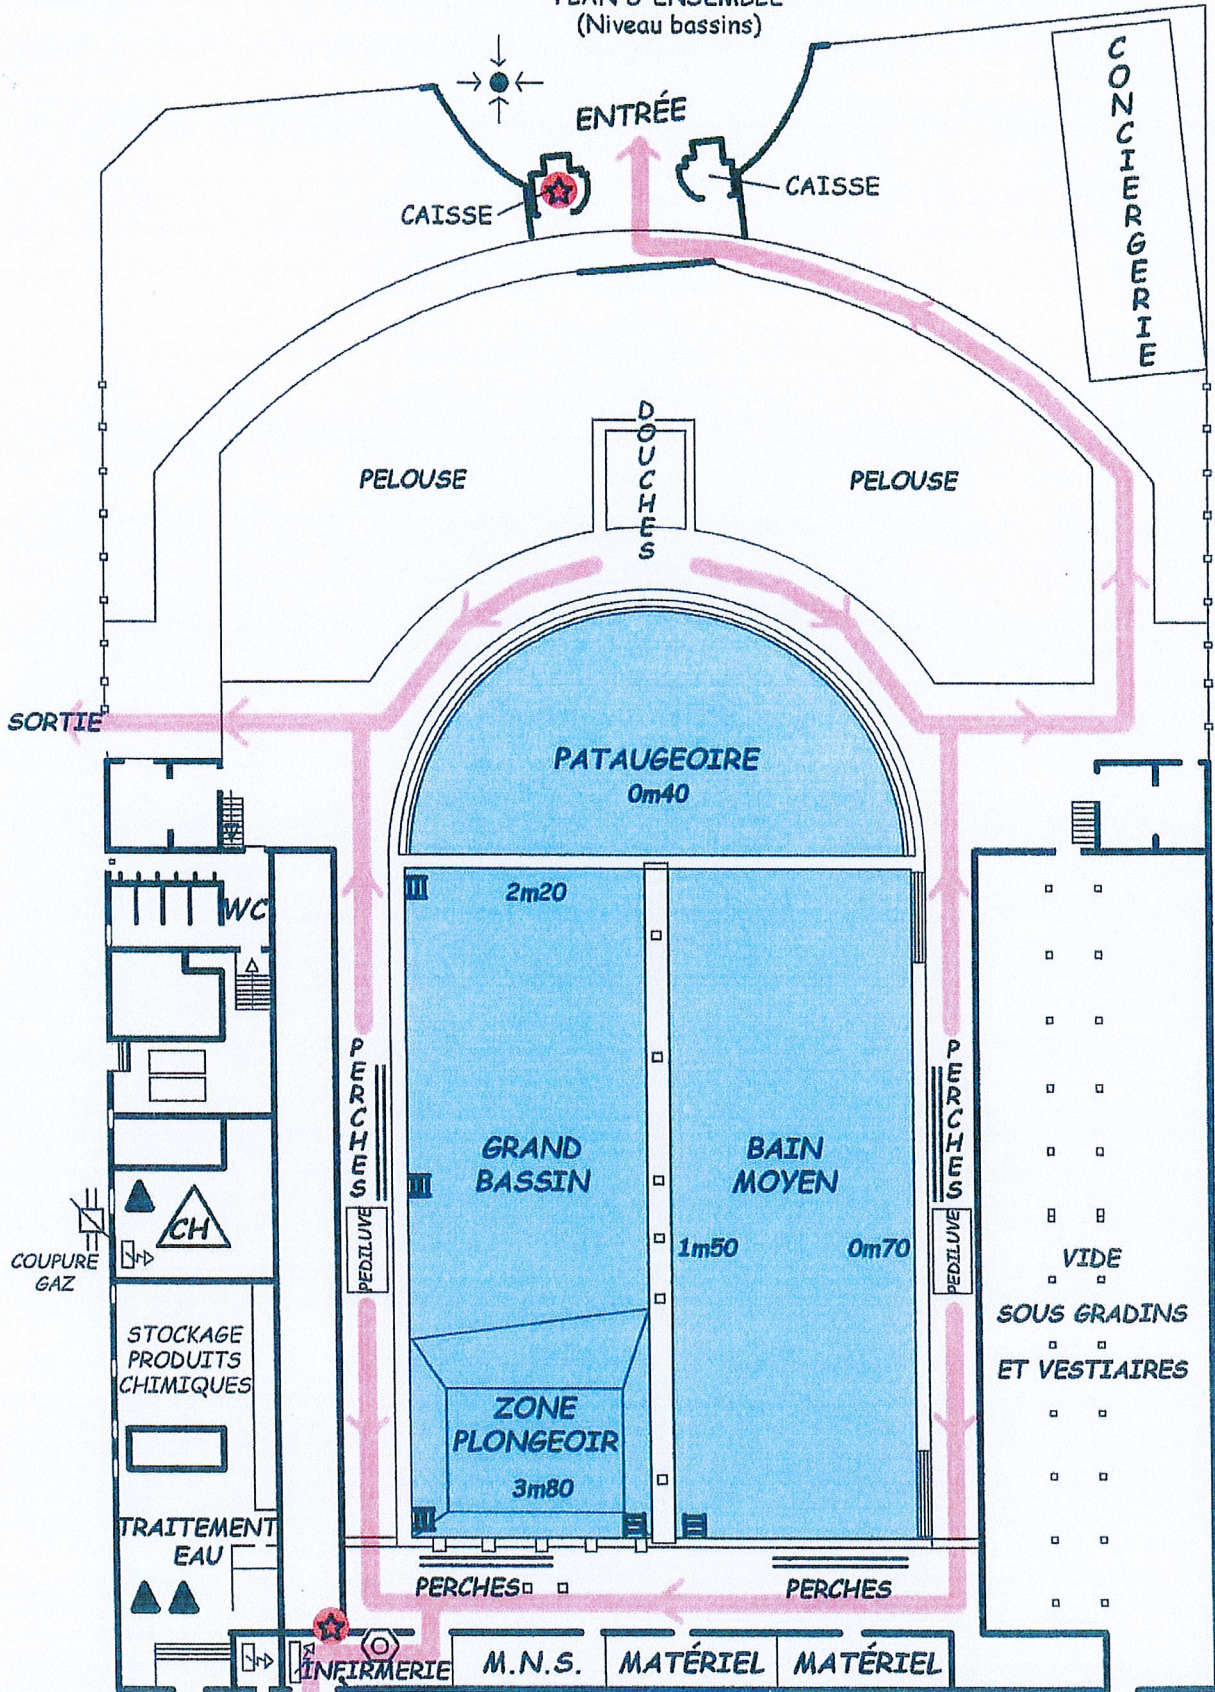 PLAN D'ENSEMBLE
(Niveau bassins)
ENTRÉE
CAISSE
CAISSE
CONCIERGERIE
DOUCHES
PELOUSE
PELOUSE
SORTIE
PATAUGEOIRE
0m40
2m20
WC
PERCHES
PERCHES
GRAND
BASSIN
BAIN
MOYEN
CH
COUPURE
GAZ
PEDILUVE
PEDILUVE
1m50
0m70
VIDE
SOUS GRADINS
ET VESTIAIRES
STOCKAGE
PRODUITS
CHIMIQUES
ZONE
PLONGEOIR
3m80
TRAITEMENT
EAU
PERCHES
PERCHES
INFIRMERIE
M.N.S.
MATÉRIEL
MATÉRIEL